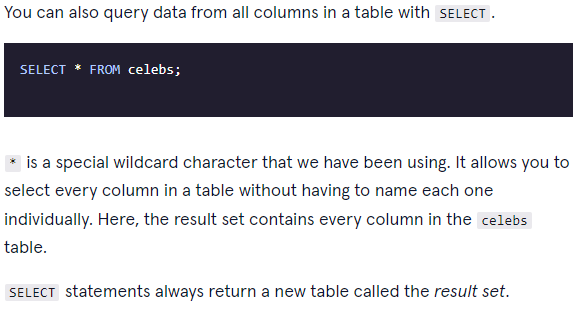 You can also query data from all columns in a table with SELECT .
SELECT * FROM celebs;
* is a special wildcard character that we have been using. It allows you to
select every column in a table without having to name each one
individually. Here, the result set contains every column in the celebs
table.
SELECT statements always return a new table called the result set.